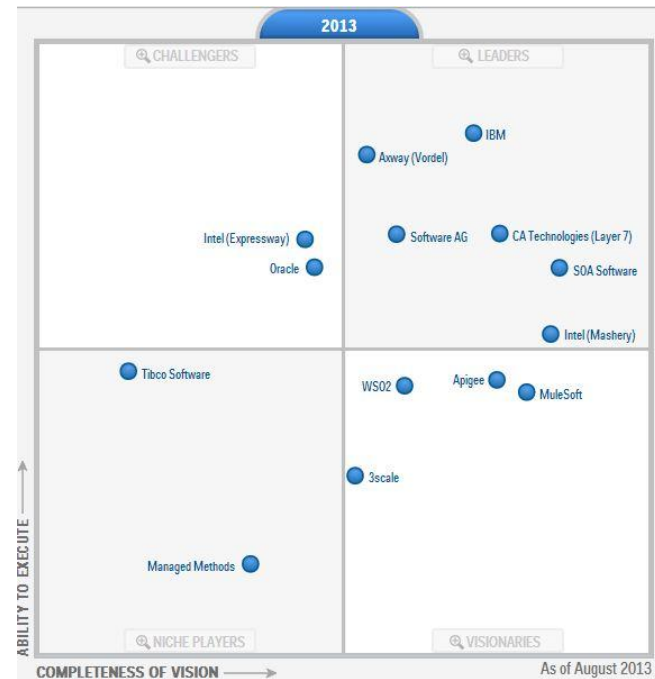 2013
CHALLENGERS
LEADERS
IBM
Axway (Vordel)
Intel (Expressway)
Software AG
CA Technologies (Layer 7)
Oracle
SOA Software
Intel (Mashery)
Tibco Software
WSO2
Apigee
MuleSoft
3scale
Managed Methods
NICHE PLAYERS
VISIONARIES
ABILITY TO EXECUTE
COMPLETENESS OF VISION
As of August 2013